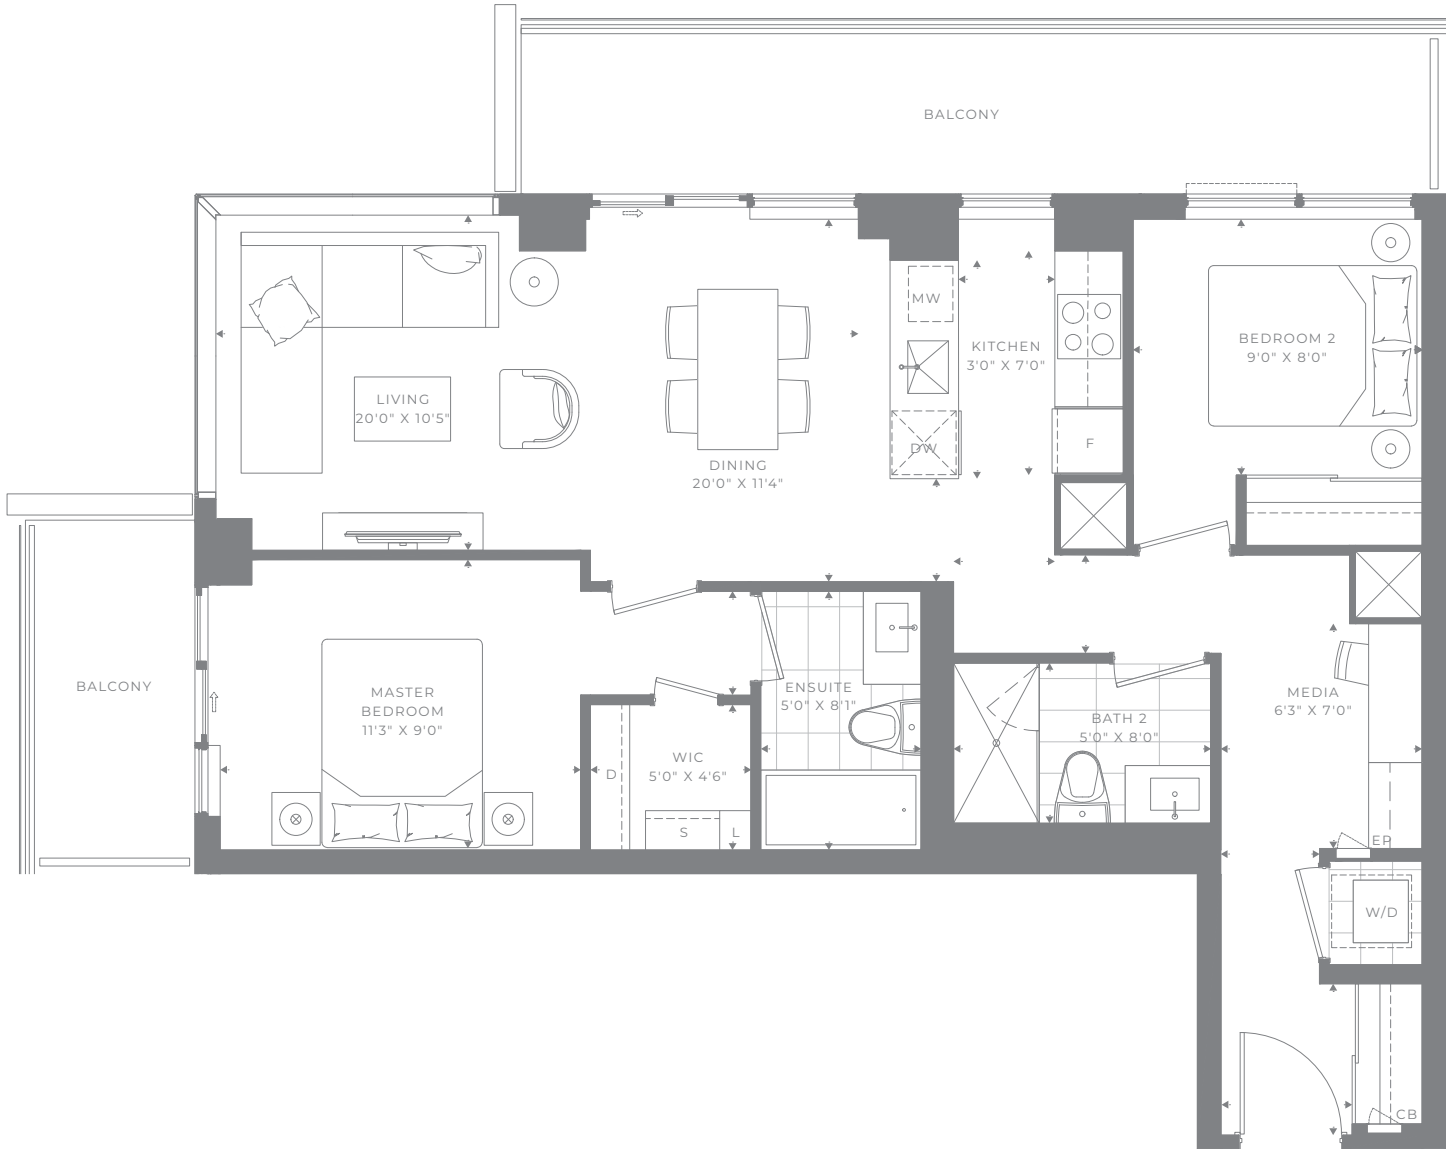 BALCONY
MW
KITCHEN
3'0" X 7'0"
BEDROOM 2
9'0" X 8'0"
LIVING
20'0" X 10'5"
DINING
20'0" X 11'4"
DW
F
BALCONY
MASTER
BEDROOM
11'3" X 9'0"
ENSUITE
5'0" X 8'1"
BATH 2
5'0" X 8'0"
MEDIA
6'3" X 7'0"
D
WIC
5'0" X 4'6"
S
L
EP
W/D
CB